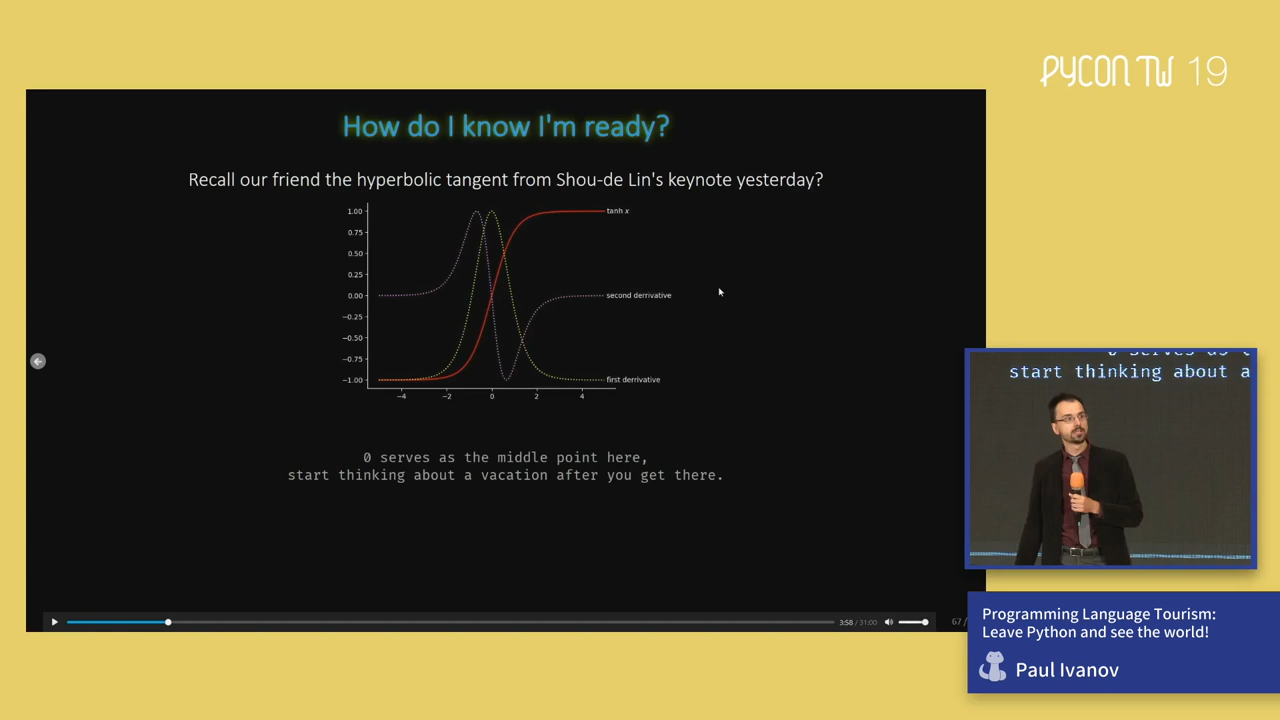 PYCON TW 19
How do I know I'm ready?
Recall our friend the hyperbolic tangent from Shou-de Lin's keynote yesterday?
1.00
0.75
0.50
0.25
0.00
−0.25
−0.50
−0.75
−1.00
−4
−2
0
2
4
tanh x
second derrivative
first derrivative
0 serves as the middle point here,
start thinking about a vacation after you get there.
3:58 / 31:00
67/
0 serves as
start thinking about a
Programming Language Tourism:
Leave Python and see the world!
Paul Ivanov